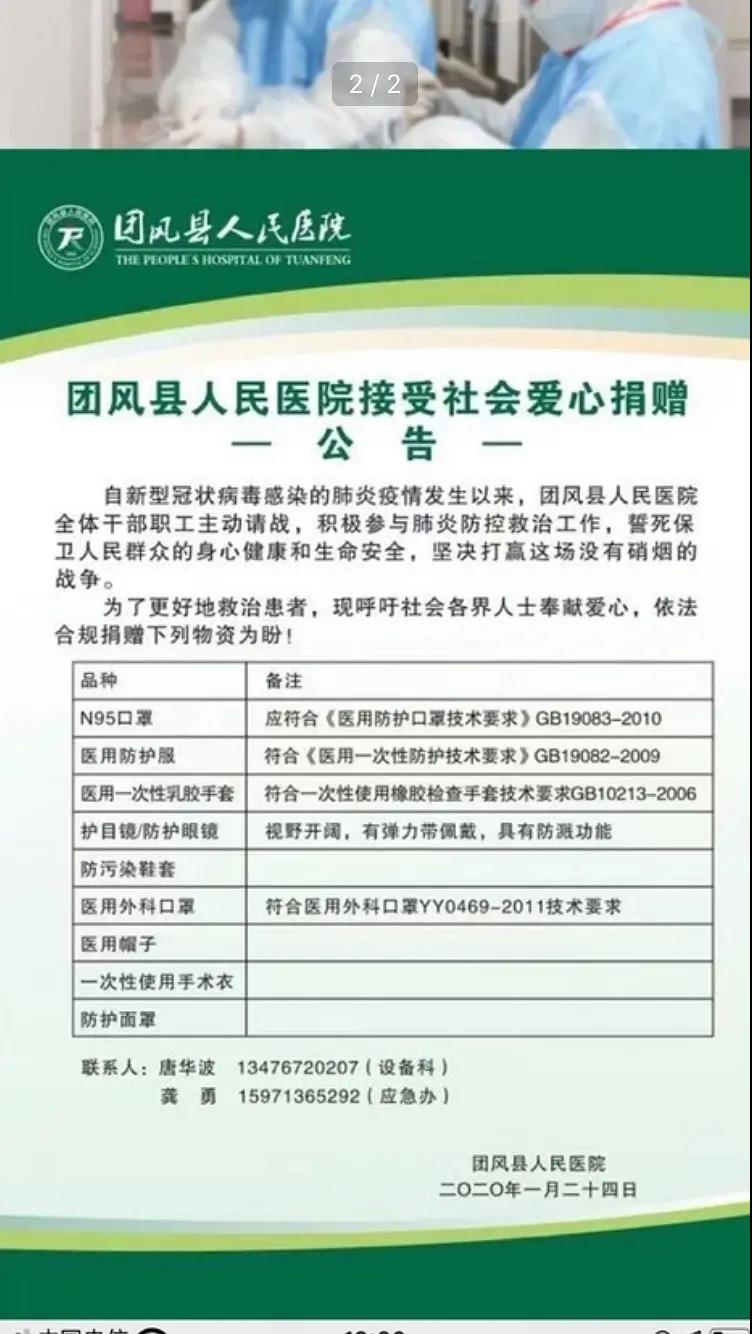 2 / 2
团风县人民医院
THE PEOPLE'S HOSPITAL OF TUANFENG
团风县人民医院接受社会爱心捐赠
— 公 告 —
自新型冠状病毒感染的肺炎疫情发生以来，团风县人民医院
全体干部职工主动请战，积极参与肺炎防控救治工作，誓死保
卫人民群众的身心健康和生命安全，坚决打赢这场没有硝烟的
战争。
为了更好地救治患者，现呼吁社会各界人士奉献爱心，依法
合规捐赠下列物资为盼！
品种 备注
N95口罩 应符合《医用防护口罩技术要求》GB19083-2010
医用防护服 符合《医用一次性防护技术要求》GB19082-2009
医用一次性乳胶手套 符合一次性使用橡胶检查手套技术要求GB10213-2006
护目镜/防护眼镜 视野开阔，有弹力带佩戴，具有防溅功能
防污染鞋套
医用外科口罩 符合医用外科口罩YY0469-2011技术要求
医用帽子
一次性使用手术衣
防护面罩
联系人：唐华波 13476720207（设备科）
龚 勇 15971365292（应急办）
团风县人民医院
二〇二〇年一月二十四日